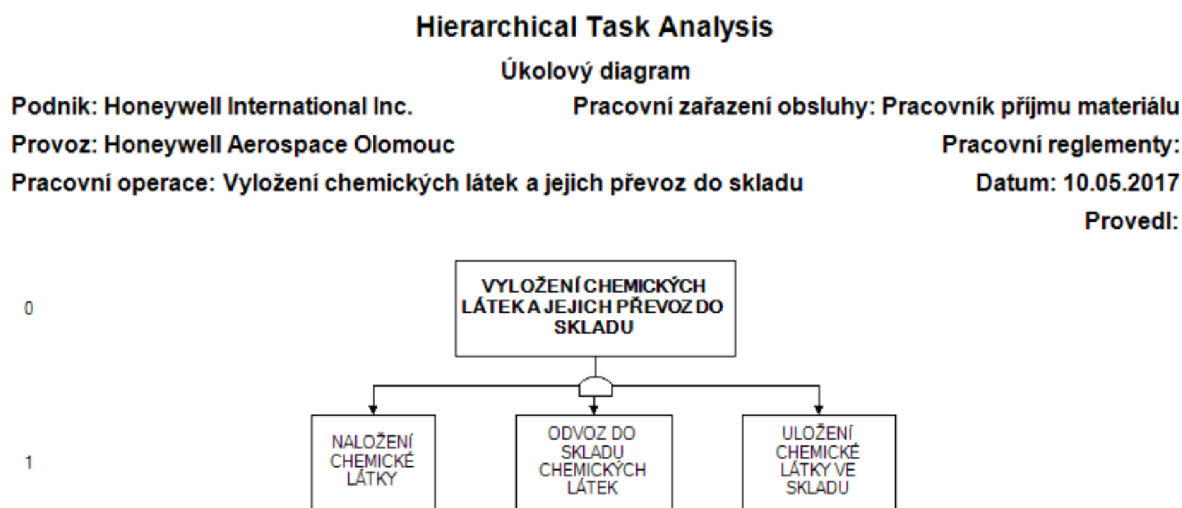 Hierarchical Task Analysis
Úkolový diagram
Podnik: Honeywell International Inc.
Pracovní zařazení obsluhy: Pracovník příjmu materiálu
Provoz: Honeywell Aerospace Olomouc
Pracovní reglementy:
Pracovní operace: Vyložení chemických látek a jejich převoz do skladu
Datum: 10.05.2017
Provedl:
0
VYLOŽENÍ CHEMICKÝCH
LÁTEK A JEJICH PŘEVOZ DO
SKLADU
1
NALOŽENÍ
CHEMICKÉ
LÁTKY
ODVOZ DO
SKLADU
CHEMICKÝCH
LÁTEK
ULOŽENÍ
CHEMICKÉ
LÁTKY VE
SKLADU